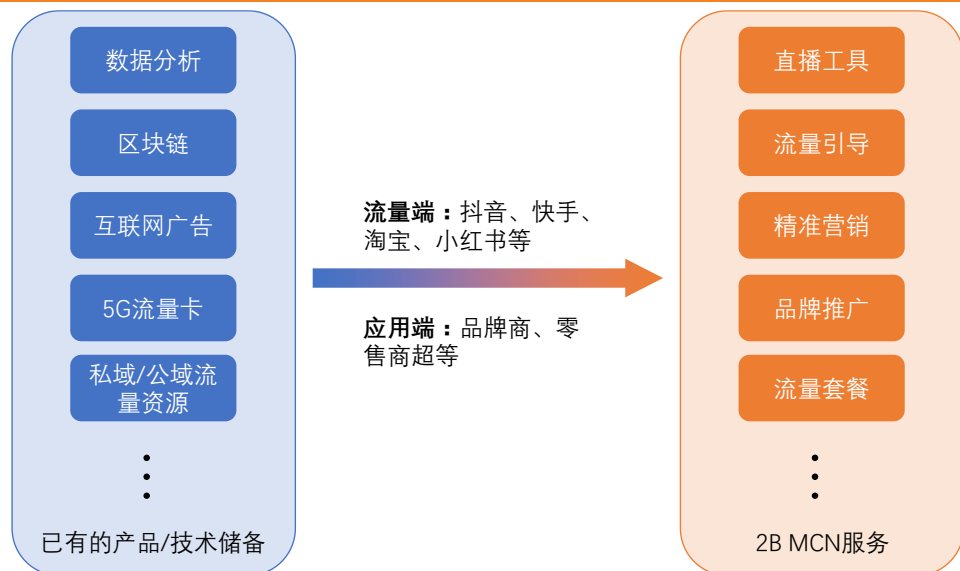 数据分析
区块链
互联网广告
5G流量卡
私域/公域流
量资源
已有的产品/技术储备
流量端：抖音、快手、
淘宝、小红书等
应用端：品牌商、零
售商超等
直播工具
流量引导
精准营销
品牌推广
流量套餐
2B MCN服务